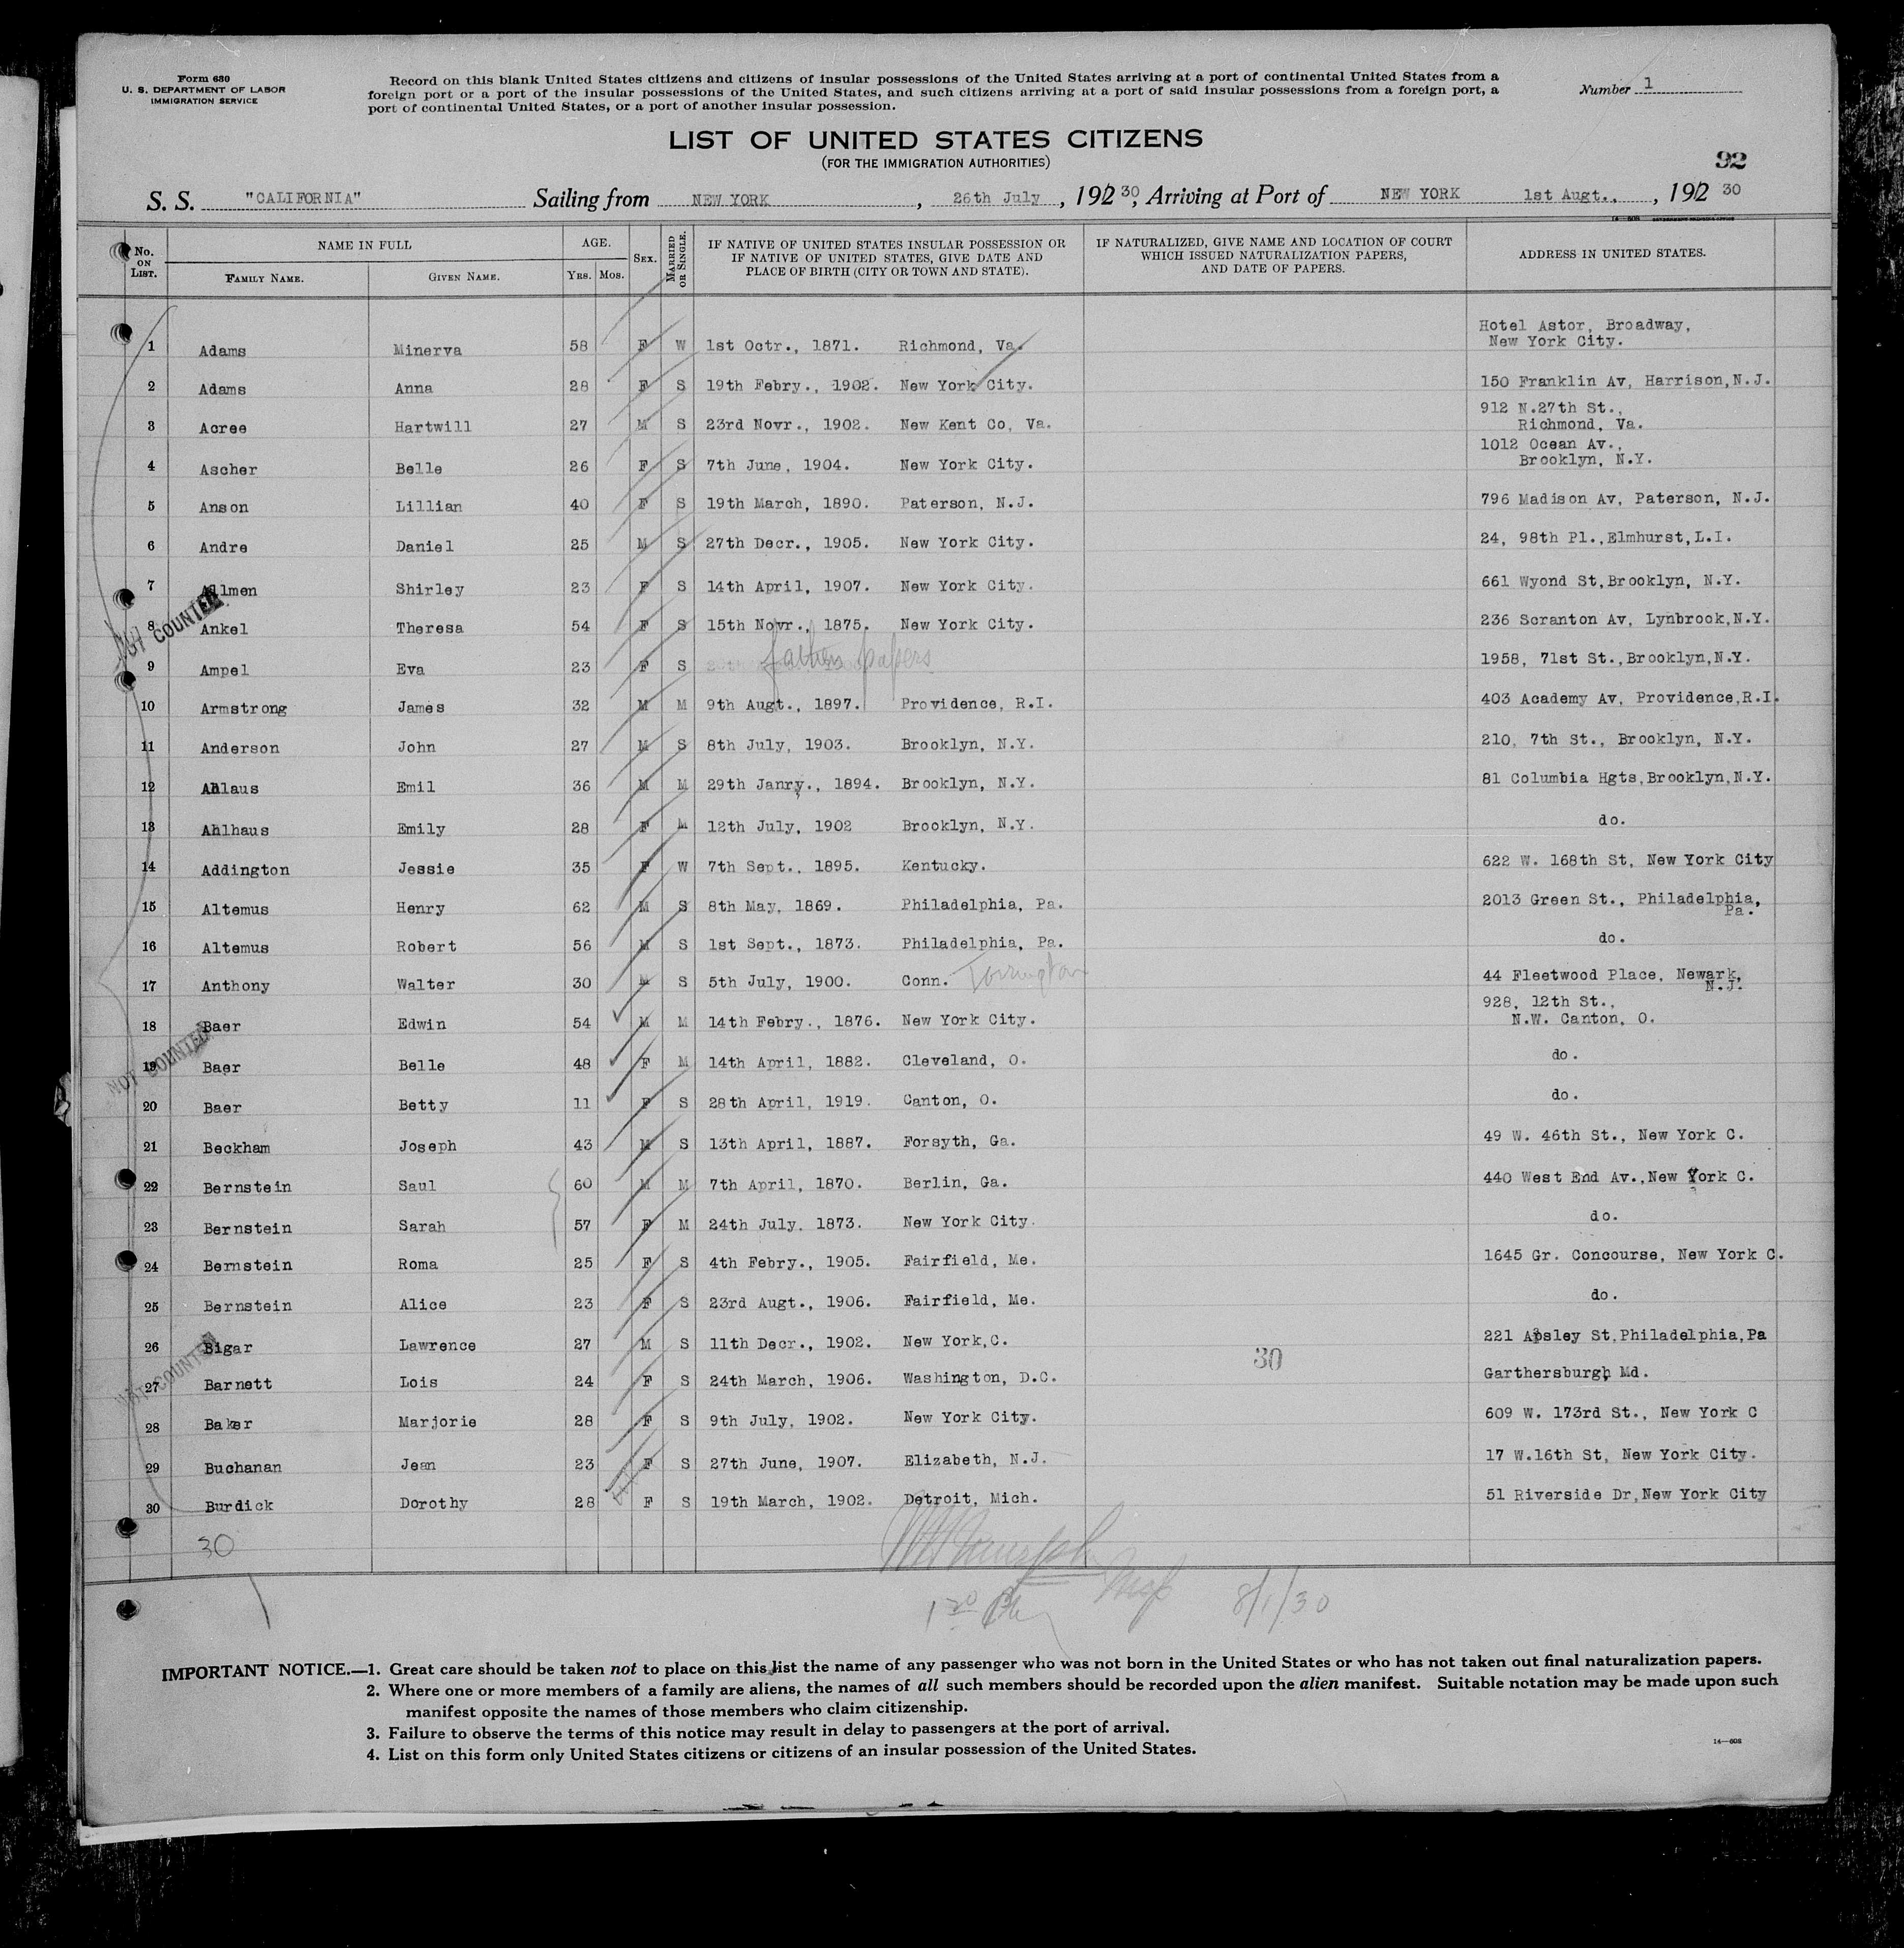 Form 630
U. S. DEPARTMENT OF LABOR
IMMIGRATION SERVICE
Record on this blank United States citizens and citizens of insular possessions of the United States arriving at a port of continental United States from a
foreign port or a port of the insular possessions of the United States, and such citizens arriving at a port of said insular possessions from a foreign port, a
port of continental United States, or a port of another insular possession.
Number 1
LIST OF UNITED STATES CITIZENS
(FOR THE IMMIGRATION AUTHORITIES)
92
S. S. "CALIFORNIA" Sailing from NEW YORK, 26th July, 192 30, Arriving at Port of NEW YORK 1st Augt., , 192 30
No. ON LIST. NAME IN FULL FAMILY NAME. GIVEN NAME. AGE. YRS. MOS. SEX. MARRIED OR SINGLE. IF NATIVE OF UNITED STATES INSULAR POSSESSION OR IF NATIVE OF UNITED STATES, GIVE DATE AND PLACE OF BIRTH (CITY OR TOWN AND STATE). IF NATURALIZED, GIVE NAME AND LOCATION OF COURT WHICH ISSUED NATURALIZATION PAPERS, AND DATE OF PAPERS. ADDRESS IN UNITED STATES.
1 Adams Minerva 58 F W 1st Octr., 1871. Richmond, Va. Hotel Astor, Broadway, New York City.
2 Adams Anna 28 F S 19th Febry., 1902. New York City. 150 Franklin Av, Harrison,N.J.
3 Acree Hartwill 27 M S 23rd Novr., 1902. New Kent Co, Va. 912 N.27th St., Richmond, Va.
4 Ascher Belle 26 F S 7th June, 1904. New York City. 1012 Ocean Av., Brooklyn, N.Y.
5 Anson Lillian 40 F S 19th March, 1890. Paterson, N.J. 796 Madison Av, Paterson, N.J.
6 Andre Daniel 25 M S 27th Decr., 1905. New York City. 24, 98th Pl.,Elmhurst,L.I.
7 Allmen Shirley 23 F S 14th April, 1907. New York City. 661 Wyond St,Brooklyn, N.Y.
NOT COUNTED
8 Ankel Theresa 54 F S 15th Novr., 1875. New York City. 236 Scranton Av, Lynbrook,N.Y.
9 Ampel Eva 23 F S fathers papers 1958, 71st St.,Brooklyn,N.Y.
10 Armstrong James 32 M M 9th Augt., 1897. Providence, R.I. 403 Academy Av, Providence,R.I.
11 Anderson John 27 M S 8th July, 1903. Brooklyn, N.Y. 210, 7th St., Brooklyn, N.Y.
12 Ahlaus Emil 36 M M 29th Janry., 1894. Brooklyn, N.Y. 81 Columbia Hgts,Brooklyn,N.Y.
13 Ahlhaus Emily 28 F M 12th July, 1902 Brooklyn, N.Y. do.
14 Addington Jessie 35 F W 7th Sept., 1895. Kentucky. 622 W. 168th St, New York City
15 Altemus Henry 62 M S 8th May, 1869. Philadelphia, Pa. 2013 Green St., Philadelphia, Pa.
16 Altemus Robert 56 M S 1st Sept., 1873. Philadelphia, Pa. do.
17 Anthony Walter 30 M S 5th July, 1900. Conn. Torrington 44 Fleetwood Place, Newark, N.J.
18 Baer Edwin 54 M M 14th Febry., 1876. New York City. 928, 12th St., N.W. Canton, O.
NOT COUNTED
19 Baer Belle 48 F M 14th April, 1882. Cleveland, O. do.
20 Baer Betty 11 F S 28th April, 1919. Canton, O. do.
21 Beckham Joseph 43 M S 13th April, 1887. Forsyth, Ga. 49 W. 46th St., New York C.
22 Bernstein Saul 60 M M 7th April, 1870. Berlin, Ga. 440 West End Av.,New York C.
23 Bernstein Sarah 57 F M 24th July, 1873. New York City. do.
24 Bernstein Roma 25 F S 4th Febry., 1905. Fairfield, Me. 1645 Gr. Concourse, New York C.
25 Bernstein Alice 23 F S 23rd Augt., 1906. Fairfield, Me. do.
26 Bigar Lawrence 27 M S 11th Decr., 1902. New York,C. 221 Apsley St,Philadelphia,Pa
NOT COUNTED
30
27 Barnett Lois 24 F S 24th March, 1906. Washington, D.C. Garthersburgh Md.
28 Baker Marjorie 28 F S 9th July, 1902. New York City. 609 W. 173rd St., New York C
29 Buchanan Jean 23 F S 27th June, 1907. Elizabeth, N.J. 17 W.16th St, New York City.
30 Burdick Dorothy 28 F S 19th March, 1902. Detroit, Mich. 51 Riverside Dr,New York City
30
8/1/30
IMPORTANT NOTICE.—1. Great care should be taken not to place on this list the name of any passenger who was not born in the United States or who has not taken out final naturalization papers.
2. Where one or more members of a family are aliens, the names of all such members should be recorded upon the alien manifest. Suitable notation may be made upon such
manifest opposite the names of those members who claim citizenship.
3. Failure to observe the terms of this notice may result in delay to passengers at the port of arrival.
4. List on this form only United States citizens or citizens of an insular possession of the United States.
14—608